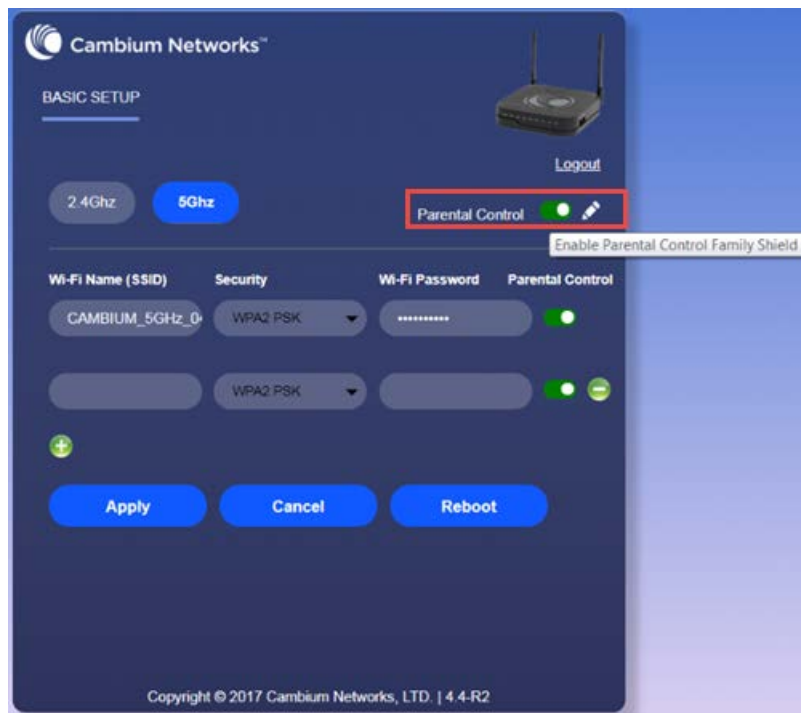 Cambium Networks™
BASIC SETUP
Logout
2.4Ghz
5Ghz
Parental Control
Enable Parental Control Family Shield
Wi-Fi Name (SSID) Security Wi-Fi Password Parental Control
CAMBIUM_5GHz_0 WPA2 PSK ••••••••••
WPA2 PSK
Apply Cancel Reboot
Copyright © 2017 Cambium Networks, LTD. | 4.4-R2